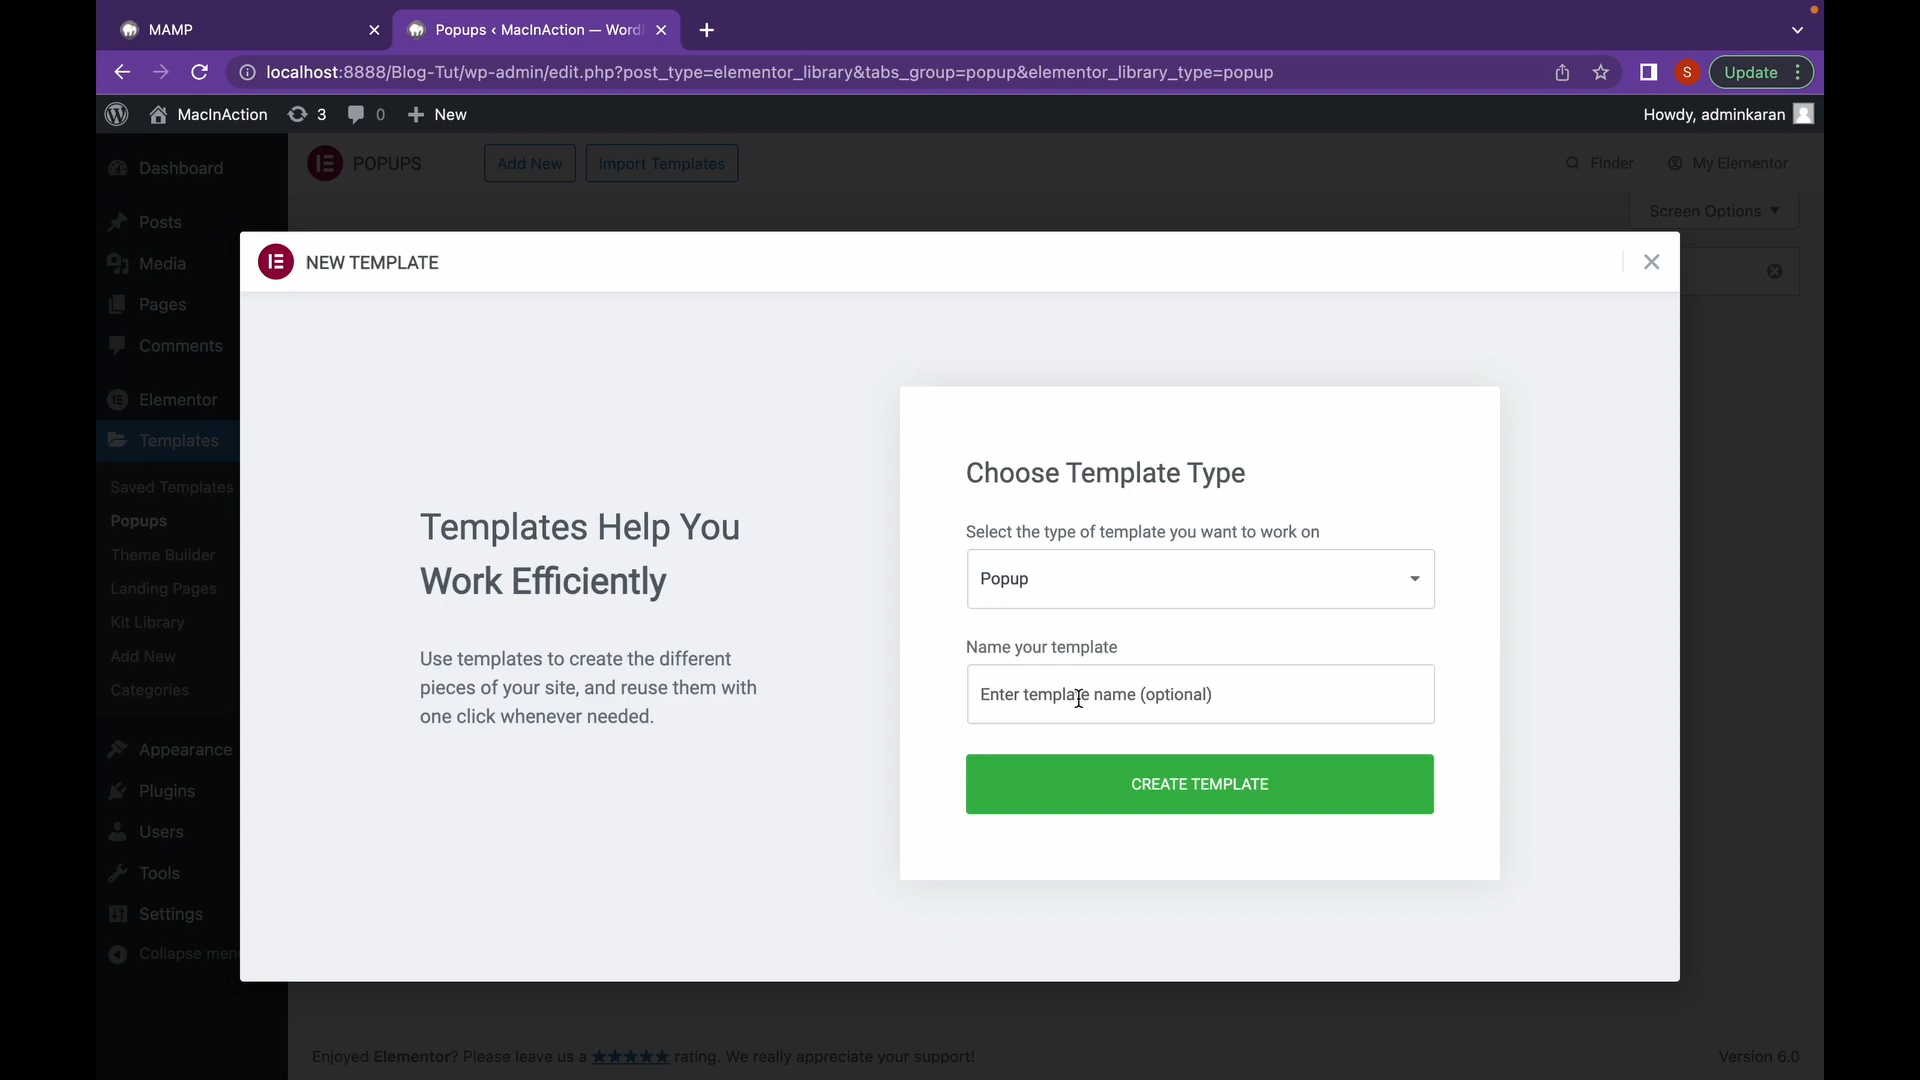 MAMP
Popups ‹ MacInAction — Word
localhost:8888/Blog-Tut/wp-admin/edit.php?post_type=elementor_library&tabs_group=popup&elementor_library_type=popup
S
Update
MacInAction
3
0
New
Howdy, adminkaran
Dashboard
POPUPS
Add New
Import Templates
Finder
My Elementor
Screen Options
Posts
Media
Pages
Comments
Elementor
Templates
Saved Templates
Popups
Theme Builder
Landing Pages
Kit Library
Add New
Categories
Appearance
Plugins
Users
Tools
Settings
Collapse men
NEW TEMPLATE
Templates Help You
Work Efficiently
Use templates to create the different
pieces of your site, and reuse them with
one click whenever needed.
Choose Template Type
Select the type of template you want to work on
Popup
Name your template
Enter template name (optional)
CREATE TEMPLATE
Enjoyed Elementor? Please leave us a ★★★★★ rating. We really appreciate your support!
Version 6.0